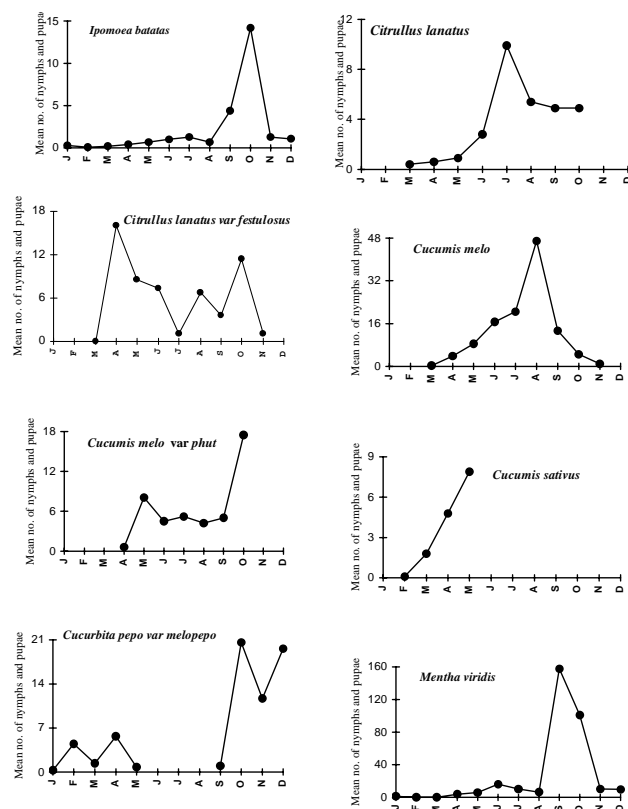 Ipomoea batatas
Mean no. of nymphs and pupae
15
10
5
0
J F M A M J J A S O N D
Citrullus lanatus
Mean no. of nymphs and pupae
12
8
4
0
J F M A M J J A S O N D
Citrullus lanatus var festulosus
Mean no. of nymphs and pupae
18
12
6
0
J F M A M J J A S O N D
Cucumis melo
Mean no. of nymphs and pupae
48
32
16
0
J F M A M J J A S O N D
Cucumis melo var phut
Mean no. of nymphs and pupae
18
12
6
0
J F M A M J J A S O N D
Cucumis sativus
Mean no. of nymphs and pupae
9
6
3
0
J F M A M J J A S O N D
Cucurbita pepo var melopepo
Mean no. of nymphs and pupae
21
14
7
0
J F M A M J J A S O N D
Mentha viridis
Mean no. of nymphs and pupae
160
120
80
40
0
J F M A M J J A S O N D